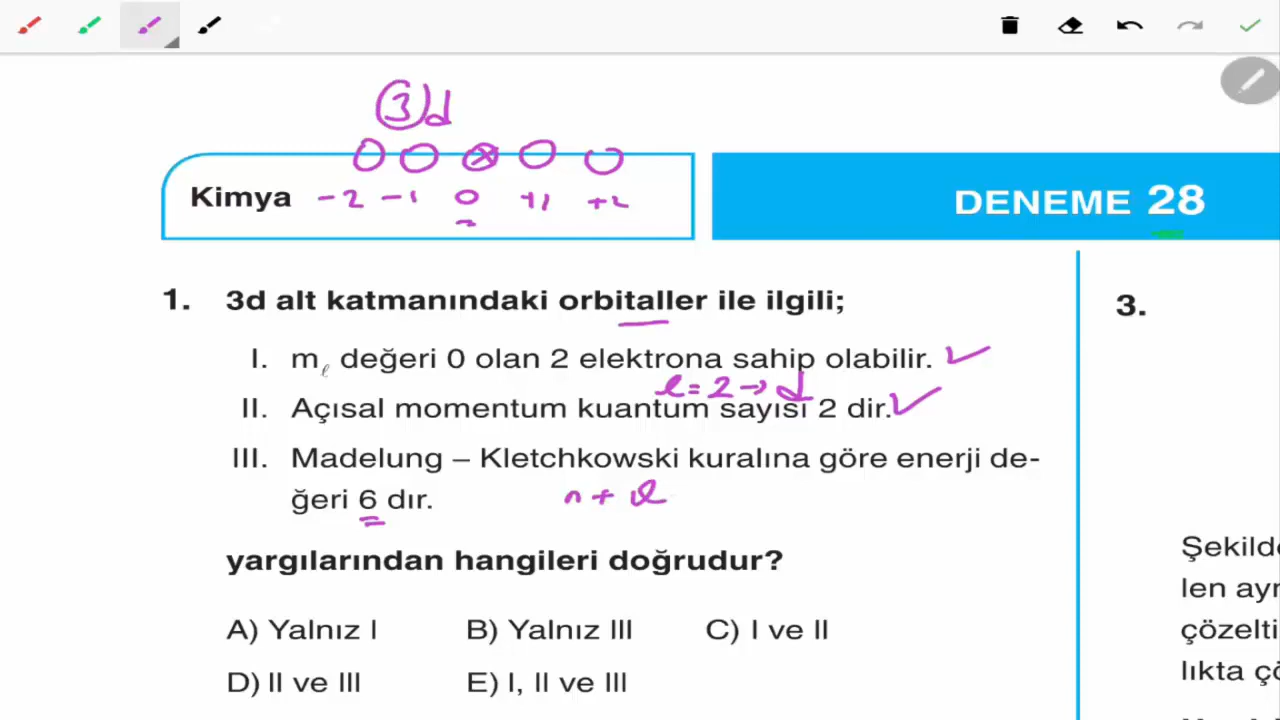 3d
Kimya -2 -1 0 +1 +2
DENEME 28
1. 3d alt katmanındaki orbitaller ile ilgili;
I. mℓ değeri 0 olan 2 elektrona sahip olabilir.
l = 2 → d
II. Açısal momentum kuantum sayısı 2 dir.
III. Madelung – Kletchkowski kuralına göre enerji de-
ğeri 6 dır.
n + l
yargılarından hangileri doğrudur?
A) Yalnız I B) Yalnız III C) I ve II
D) II ve III E) I, II ve III
3.
Şekilde
len ayr
çözelti
lıkta çö